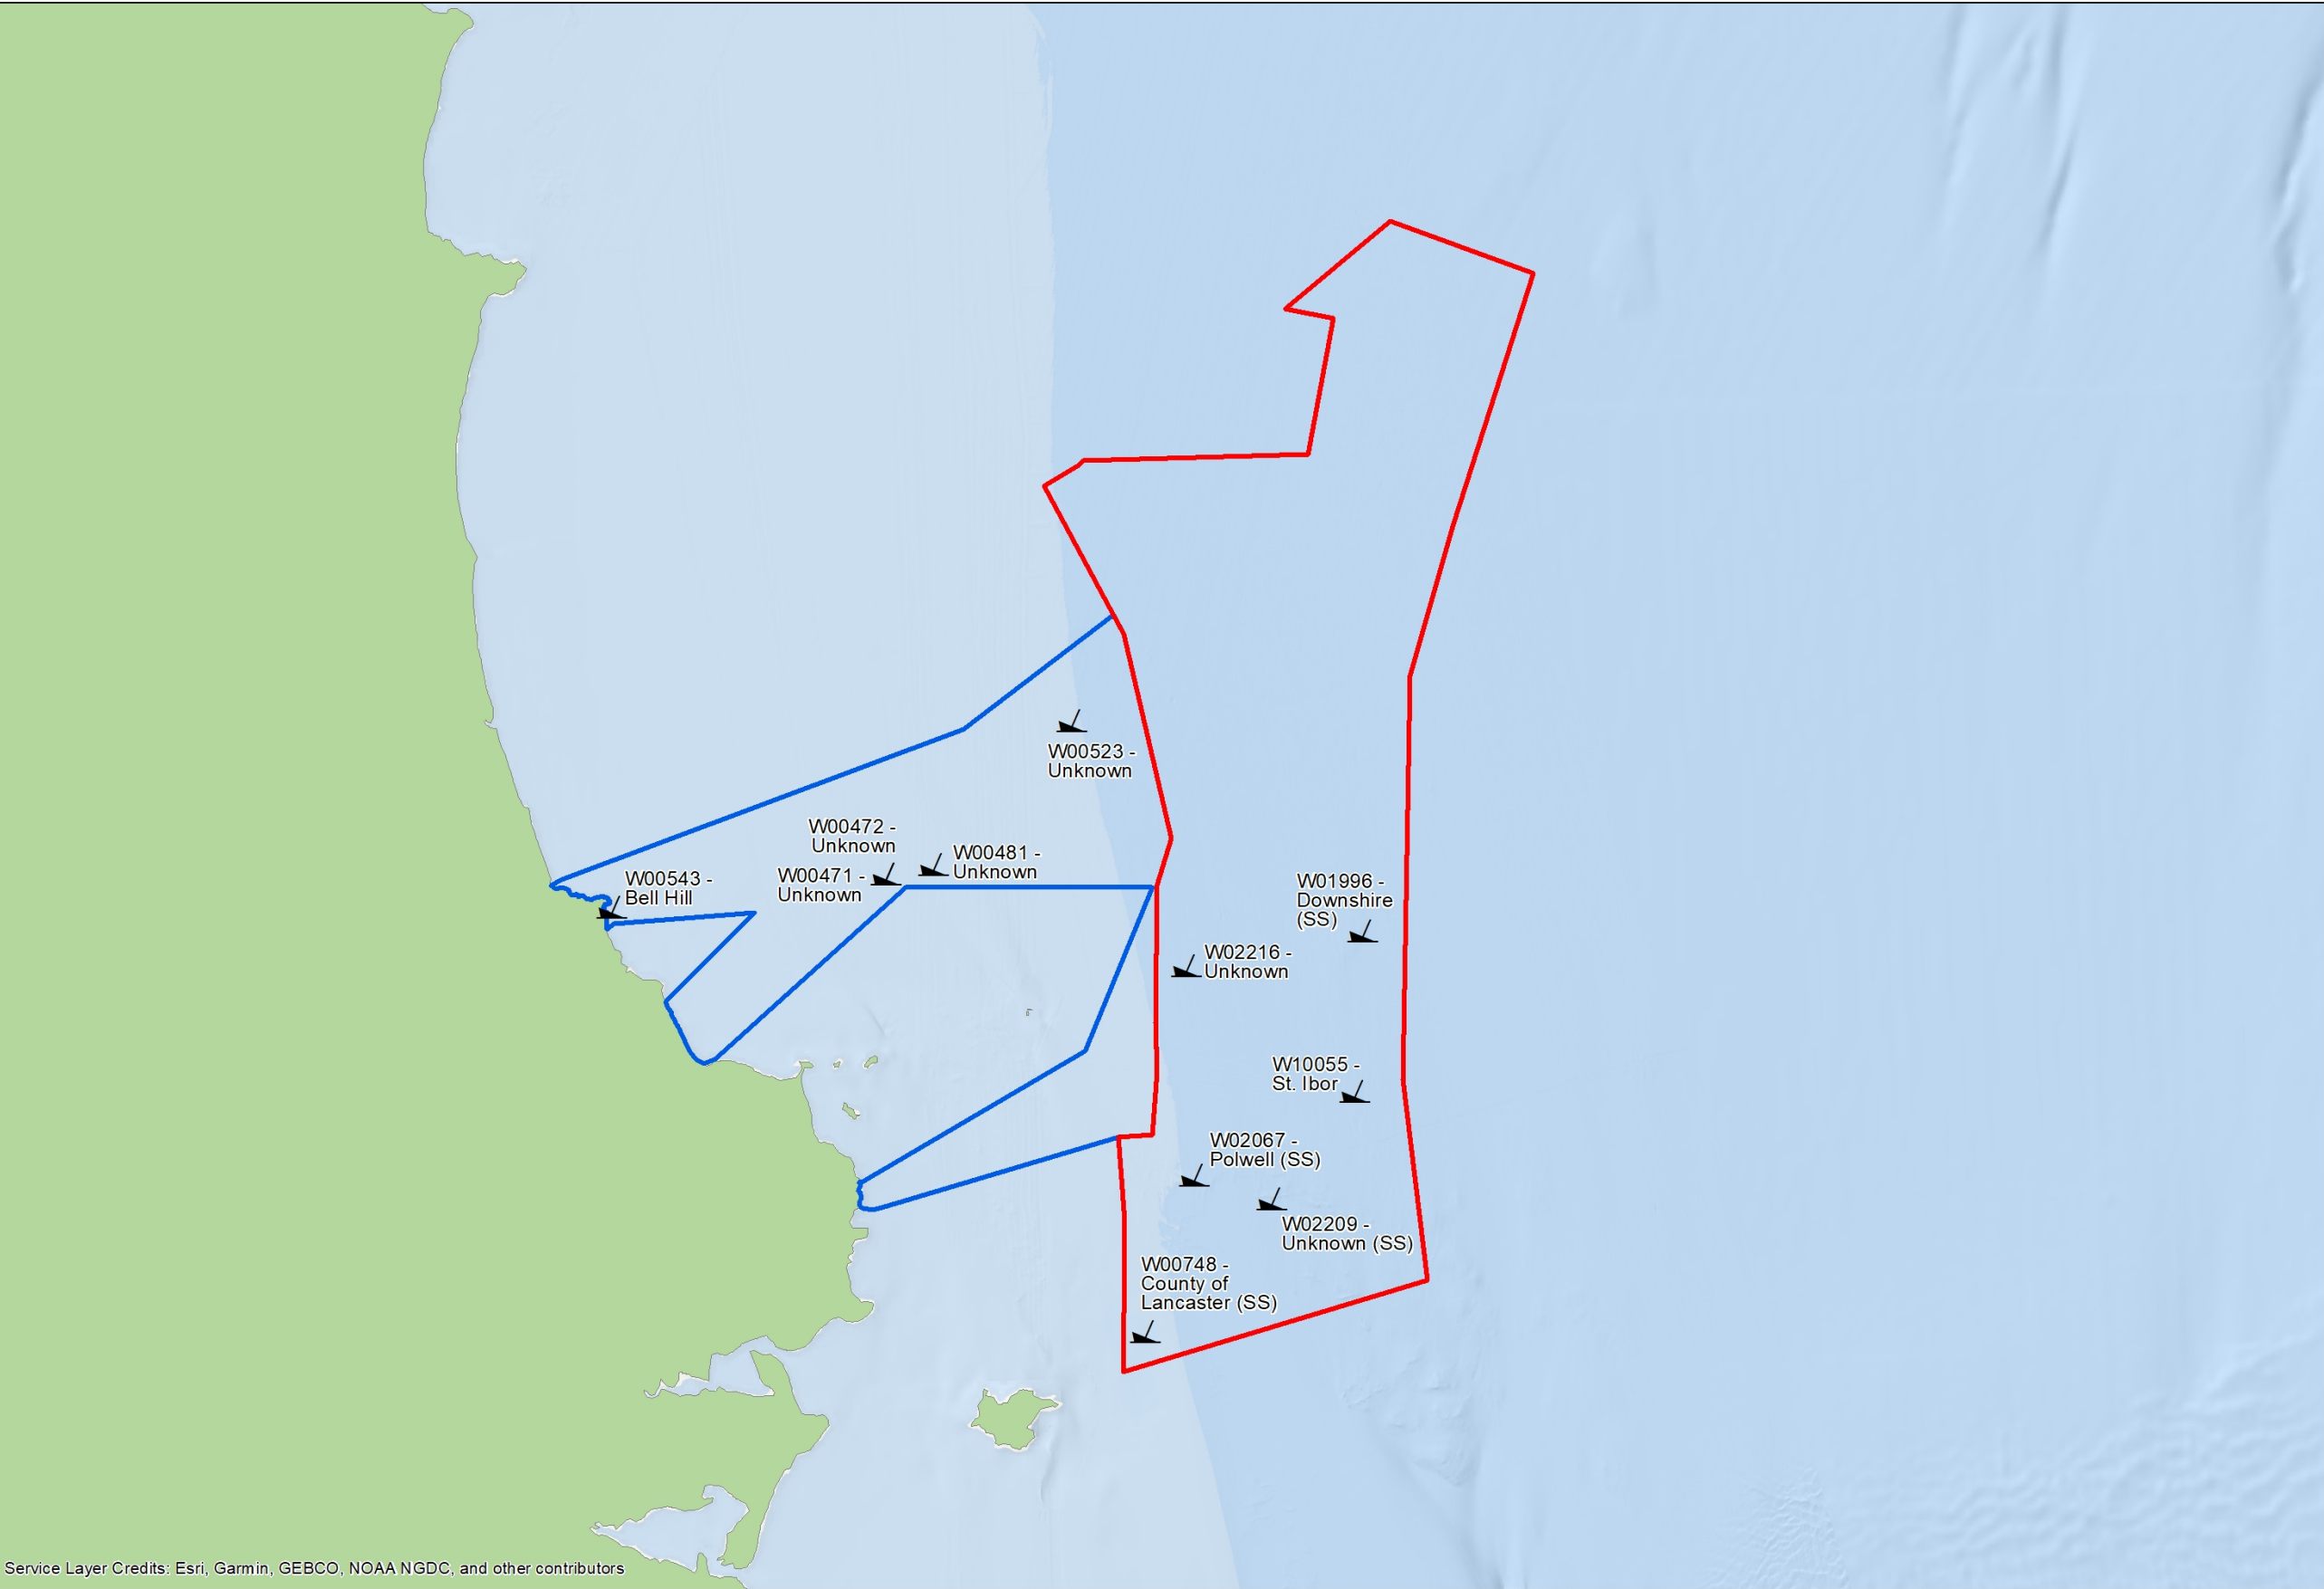 W00523 -
Unknown
W00472 -
Unknown
W00481 -
Unknown
W00471 -
Unknown
W00543 -
Bell Hill
W01996 -
Downshire
(SS)
W02216 -
Unknown
W10055 -
St. Ibor
W02067 -
Polwell (SS)
W02209 -
Unknown (SS)
W00748 -
County of
Lancaster (SS)
Service Layer Credits: Esri, Garmin, GEBCO, NOAA NGDC, and other contributors